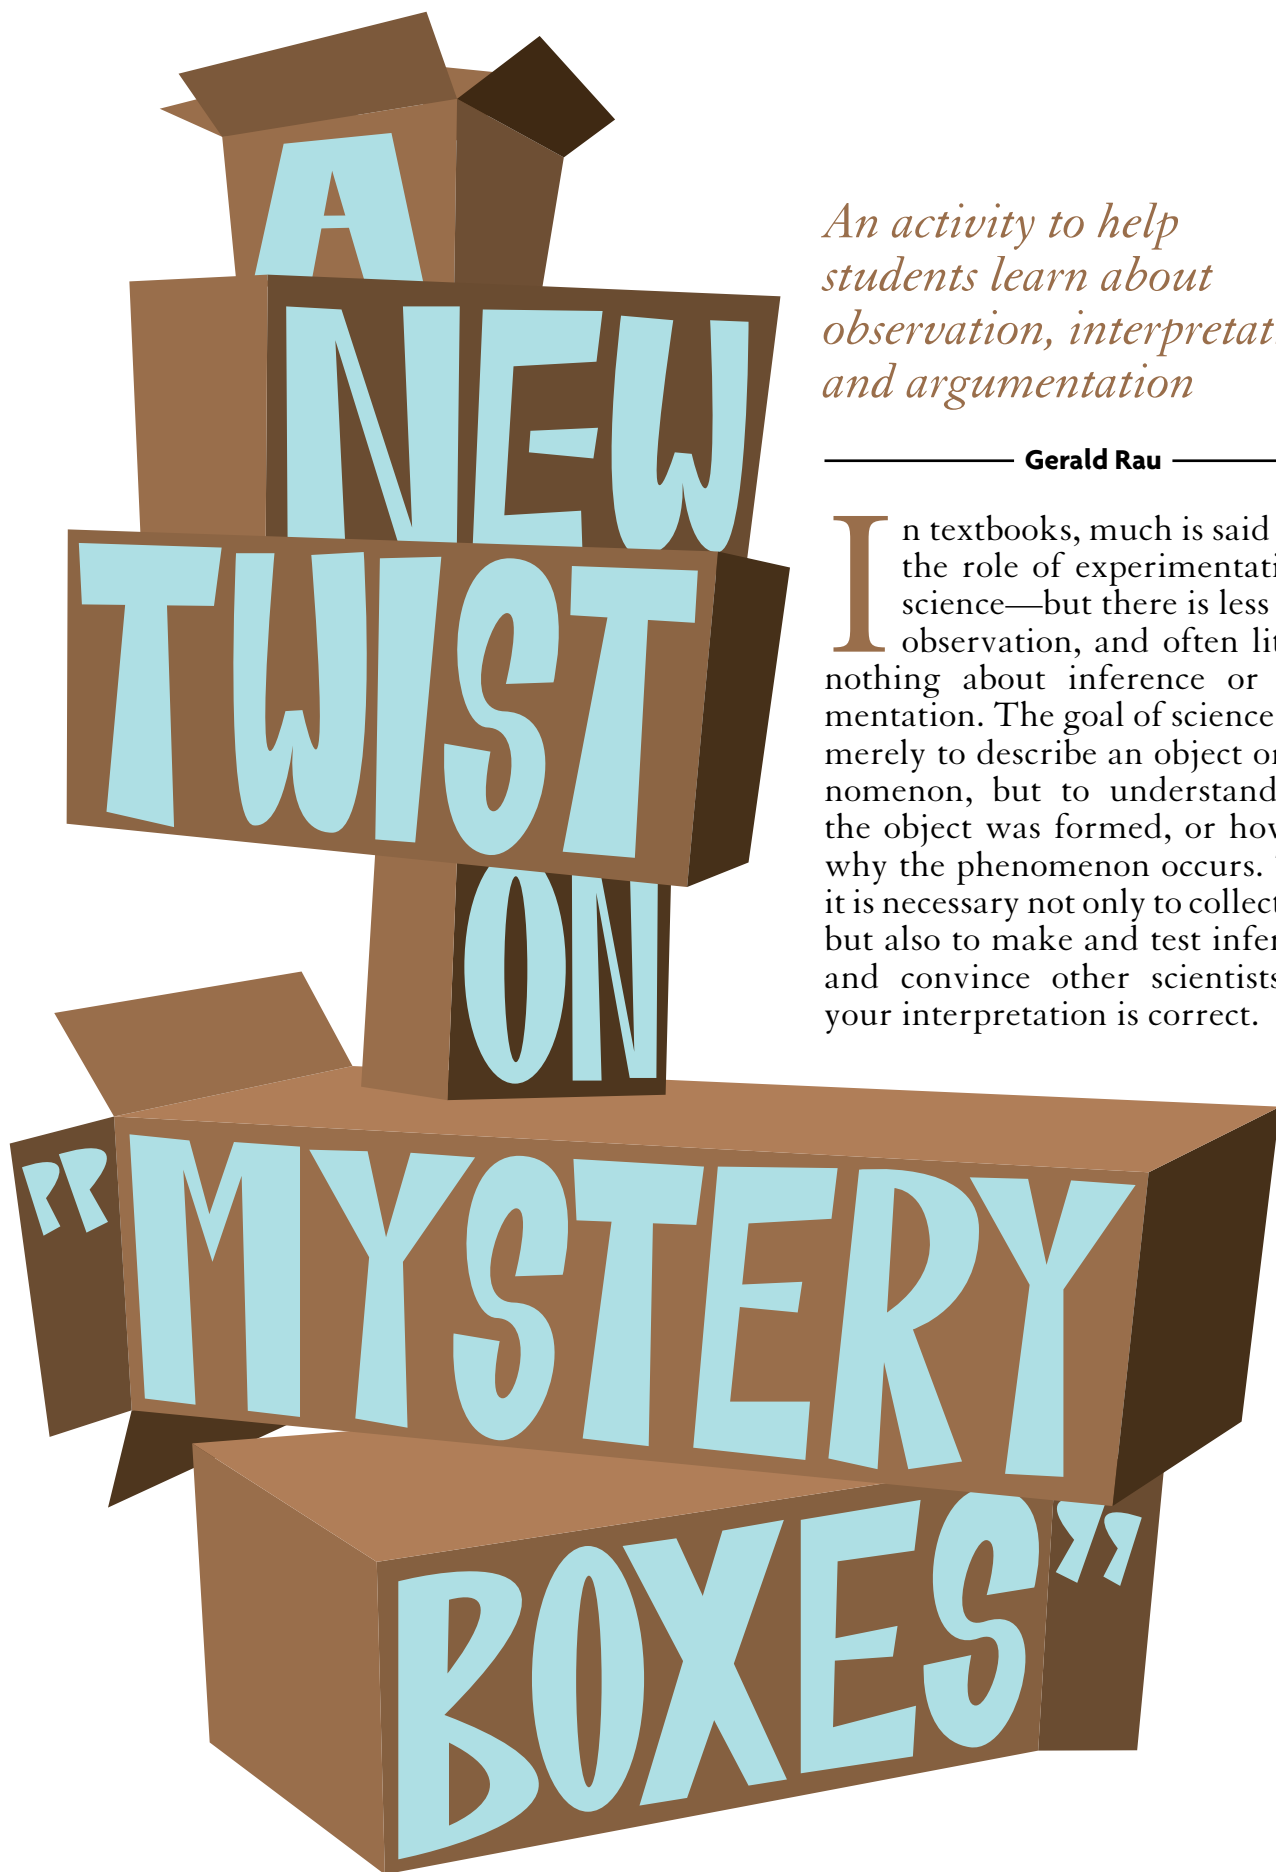 A
NEW
TWIST
ON
"MYSTERY
BOXES"
An activity to help
students learn about
observation, interpretat
and argumentation
Gerald Rau
In textbooks, much is said
the role of experimentati
science—but there is less
observation, and often lit
nothing about inference or
mentation. The goal of science
merely to describe an object or
nomenon, but to understand
the object was formed, or how
why the phenomenon occurs.
it is necessary not only to collect
but also to make and test infer
and convince other scientists
your interpretation is correct.